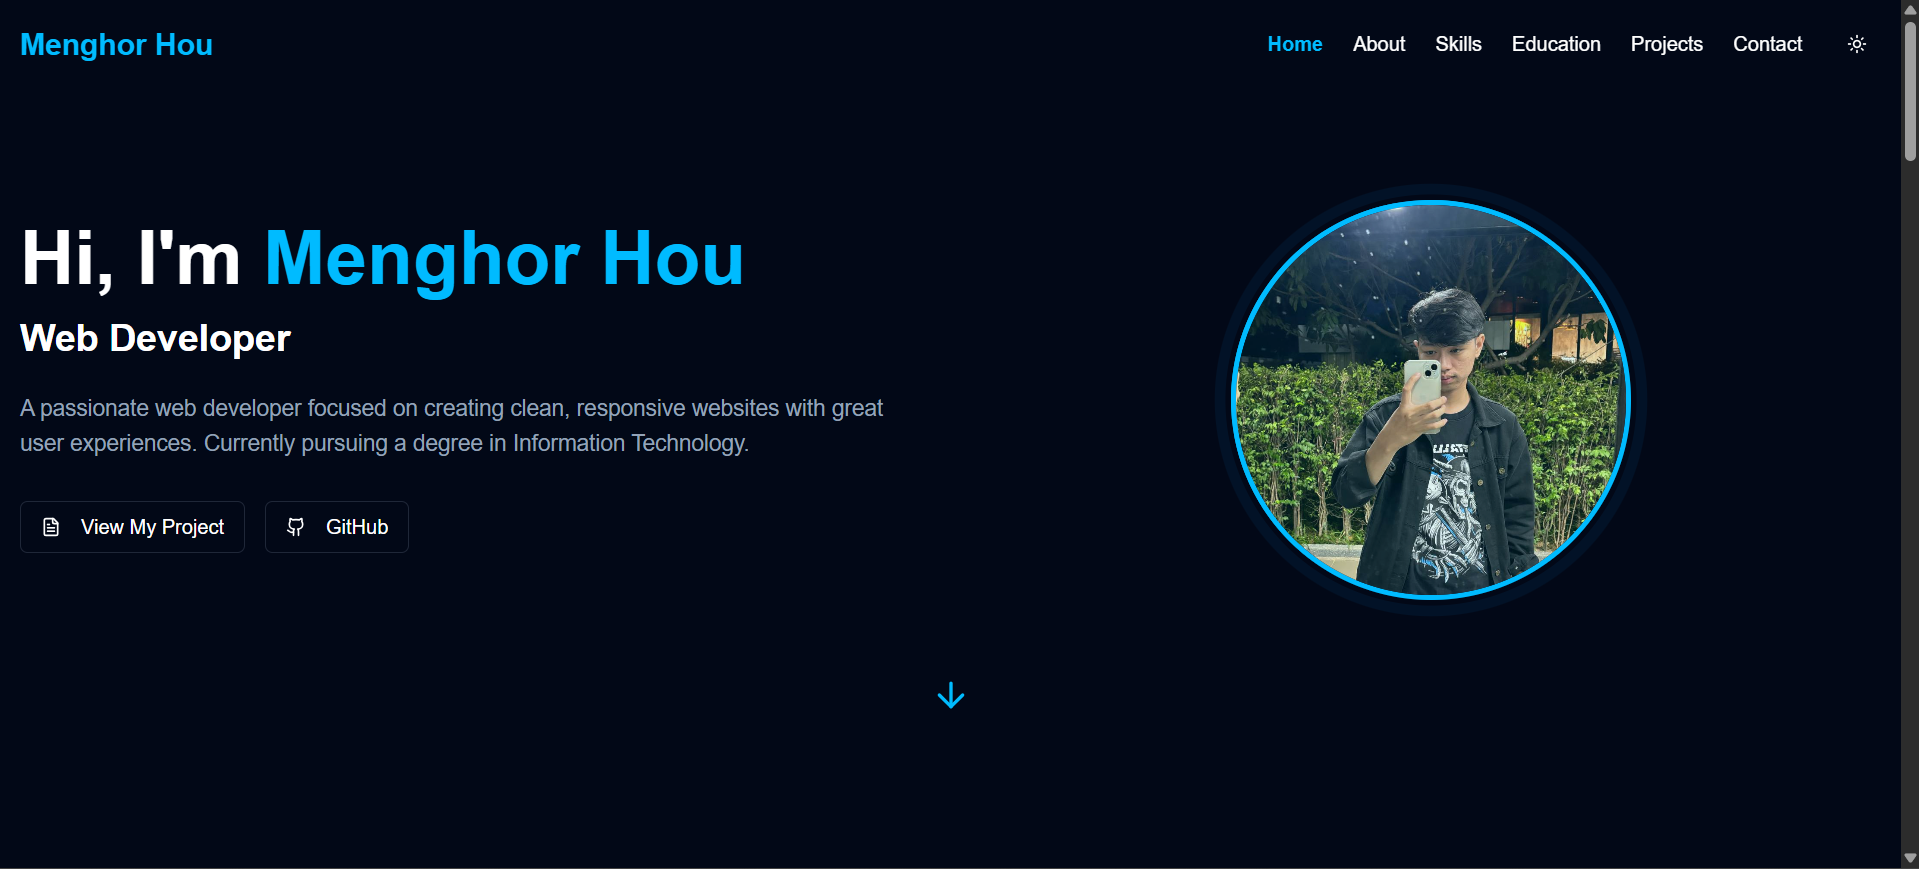 Menghor Hou
Home About Skills Education Projects Contact
Hi, I'm Menghor Hou
Web Developer
A passionate web developer focused on creating clean, responsive websites with great
user experiences. Currently pursuing a degree in Information Technology.
View My Project GitHub